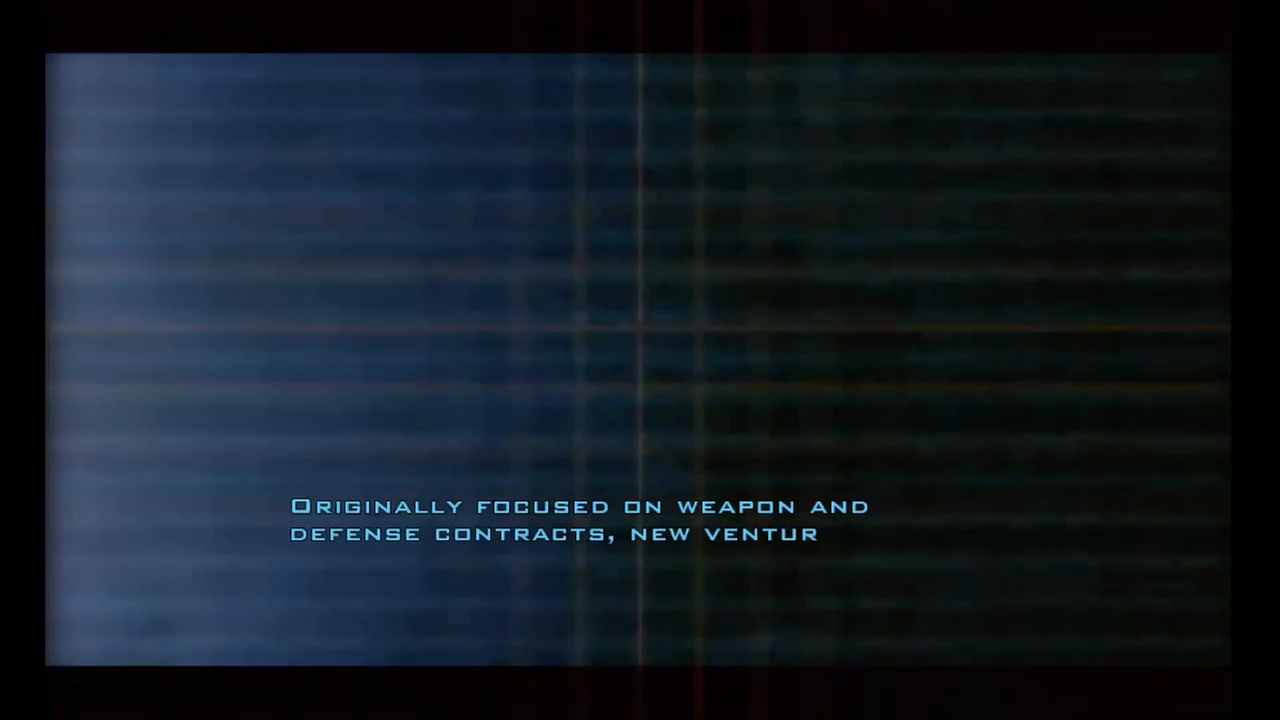 Originally focused on weapon and
defense contracts, new ventur